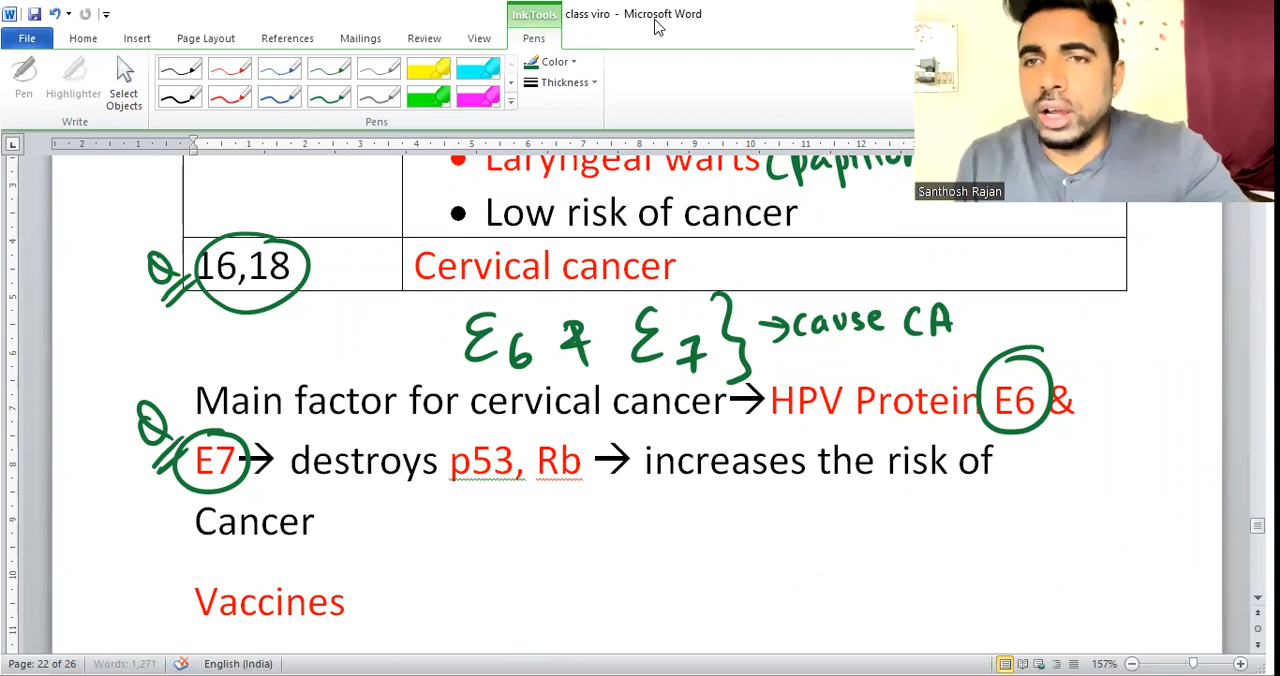 Ink Tools class viro - Microsoft Word
File Home Insert Page Layout References Mailings Review View Pens
Pen Highlighter Select Objects Color Thickness
Write Pens
Santhosh Rajan
Laryngeal warts
Low risk of cancer
Q 16,18 Cervical cancer
E6 & E7 } → cause CA
Main factor for cervical cancer→HPV Protein E6 &
Q E7→ destroys p53, Rb → increases the risk of
Cancer
Vaccines
Page: 22 of 26 Words: 1,271 English (India) 157%